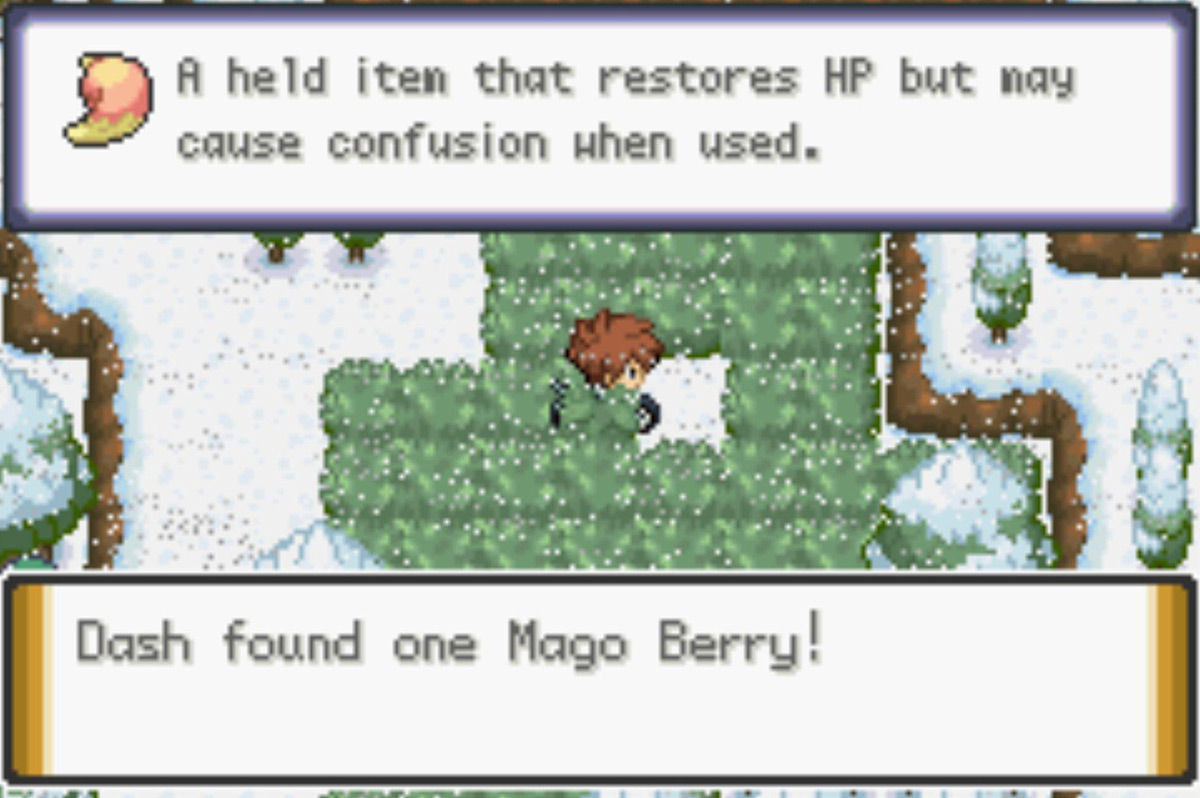 A held item that restores HP but may
cause confusion when used.
Dash found one Mago Berry!